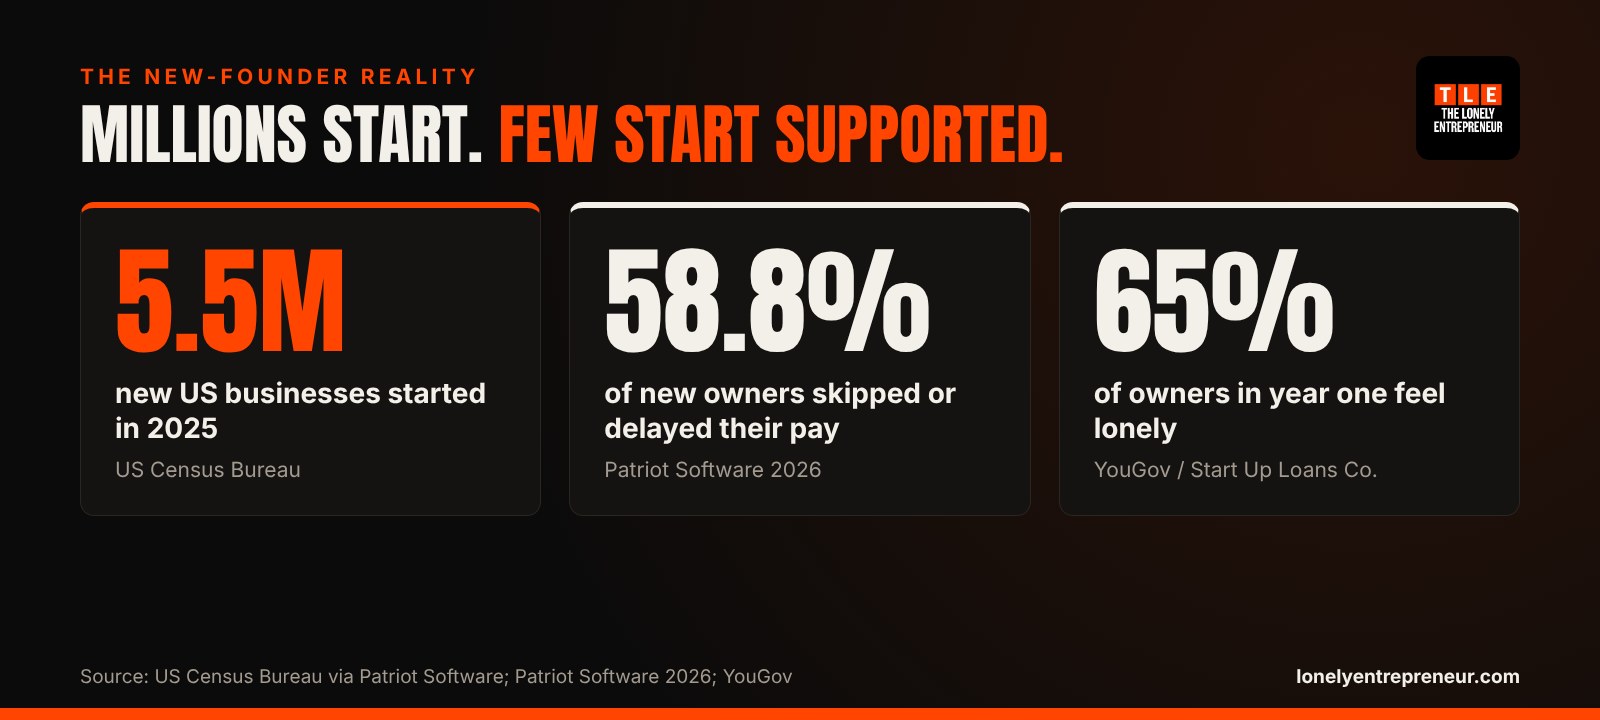 THE NEW-FOUNDER REALITY
MILLIONS START. FEW START SUPPORTED.
TLE
THE LONELY
ENTREPRENEUR
5.5M
new US businesses started
in 2025
US Census Bureau
58.8%
of new owners skipped or
delayed their pay
Patriot Software 2026
65%
of owners in year one feel
lonely
YouGov / Start Up Loans Co.
Source: US Census Bureau via Patriot Software; Patriot Software 2026; YouGov
lonelyentrepreneur.com